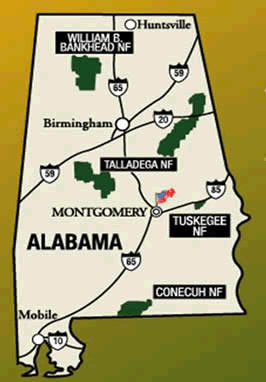 Huntsville
WILLIAM B.
BANKHEAD NF
59
65
20
Birmingham
TALLADEGA NF
59
85
MONTGOMERY
TUSKEGEE
NF
ALABAMA
65
CONECUH NF
Mobile
10